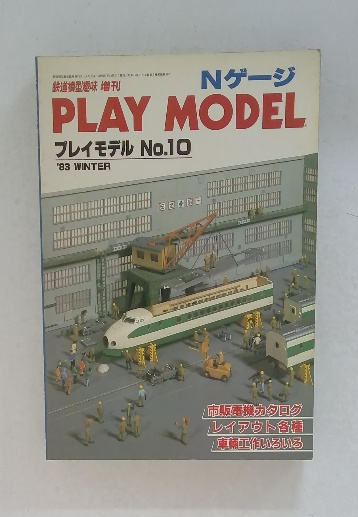 鉄道模型趣味 増刊
Nゲージ
PLAY MODEL
プレイモデル No.10
'83 WINTER
市販電機カタログ
レイアウト各種
車輌工作いろいろ